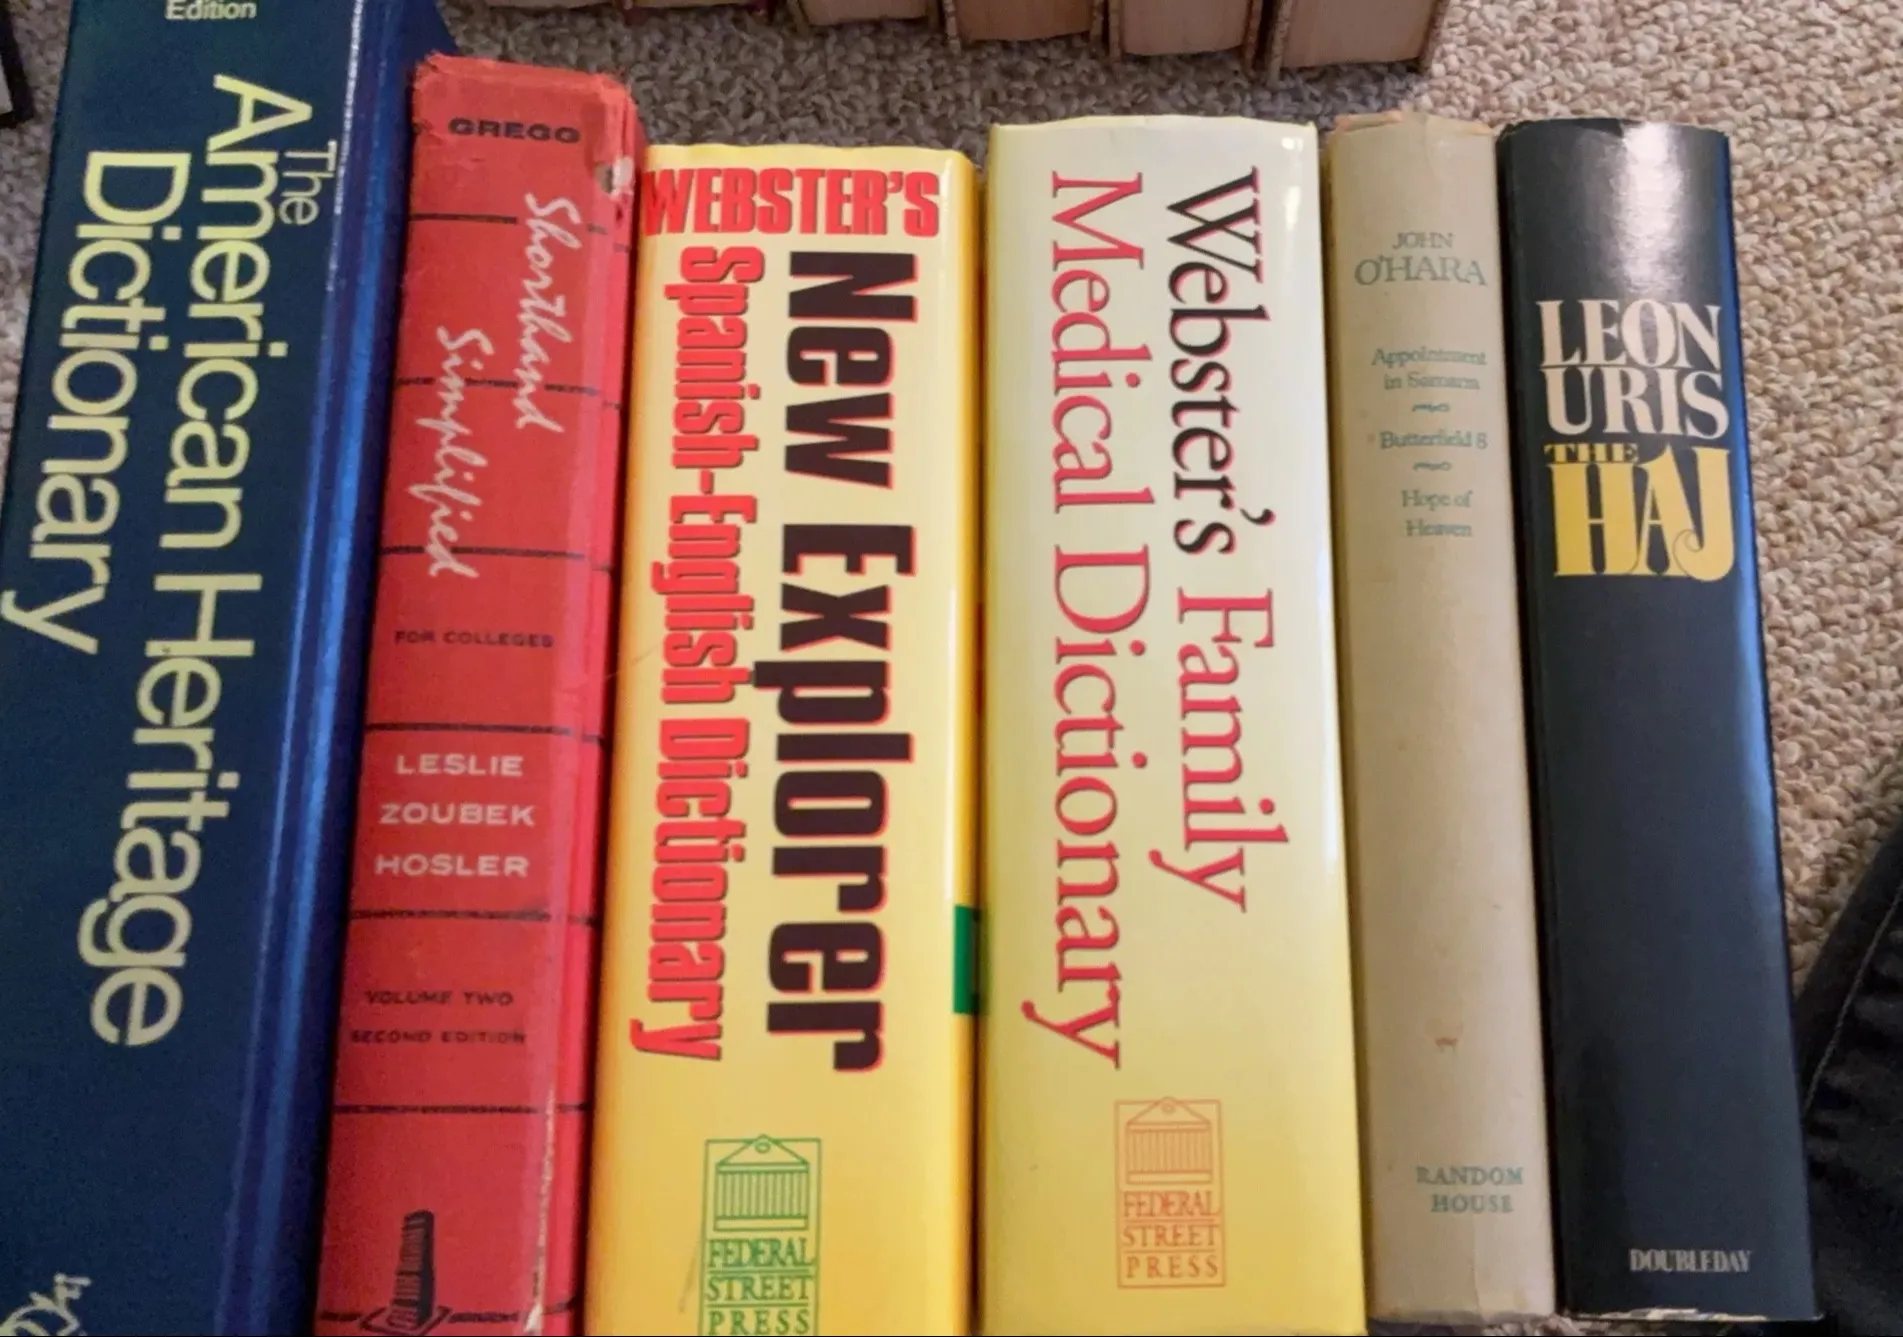 Edition
The
American Heritage
Dictionary
GREGG
Shorthand
Simplified
FOR COLLEGES
LESLIE
ZOUBEK
HOSLER
VOLUME TWO
SECOND EDITION
WEBSTER'S
New Explorer
Spanish-English Dictionary
FEDERAL
STREET
PRESS
Webster's Family
Medical Dictionary
FEDERAL
STREET
PRESS
JOHN
O'HARA
Appointment
in Samarra
Butterfield 8
Hope of
Heaven
RANDOM
HOUSE
LEON
URIS
THE
HAJ
DOUBLEDAY